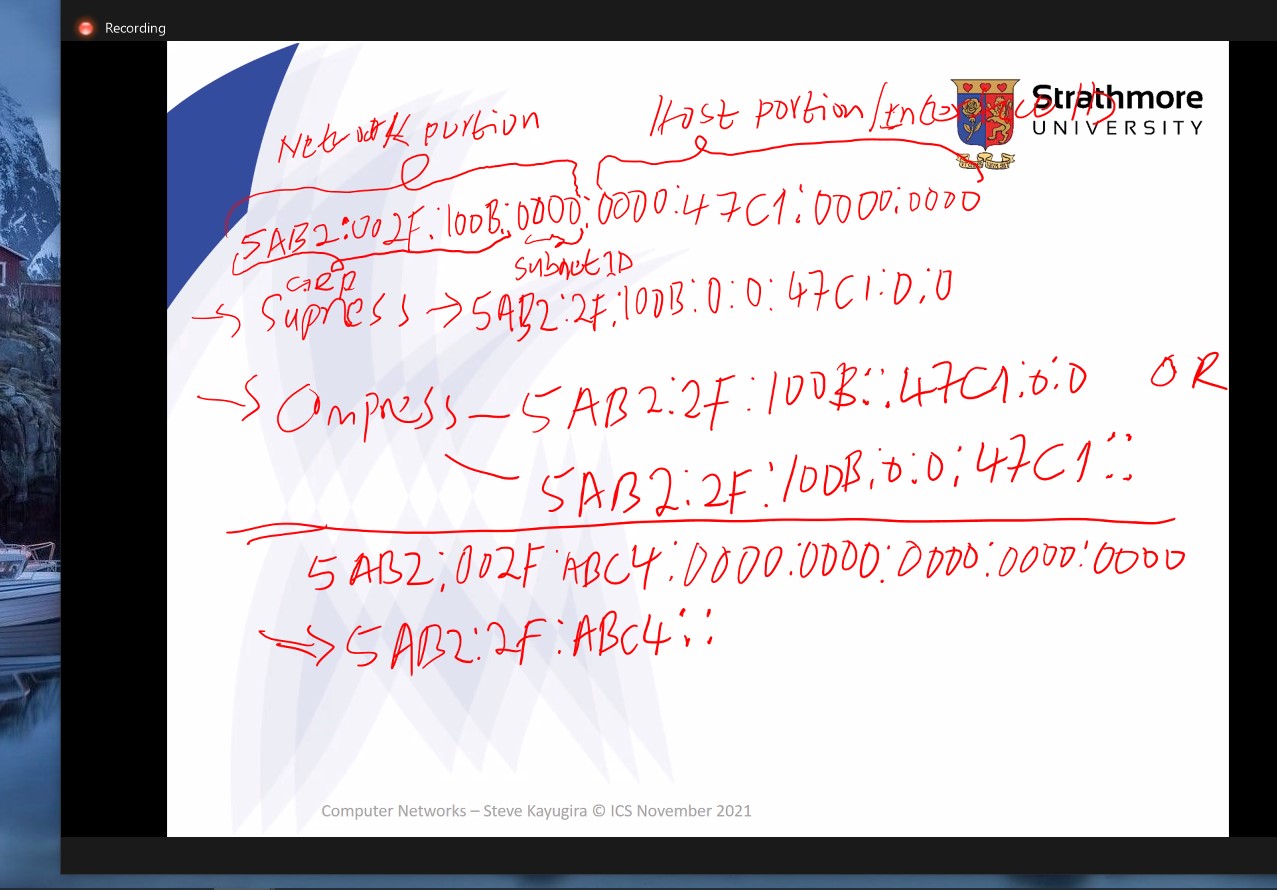 Recording
Strathmore
UNIVERSITY
Network portion
Host portion/
5AB2:002F:100B:0000:0000:47C1:0000:0000
Subnet ID
→ Supress → 5AB2:2F:100B:0:0:47C1:0:0
→ Compress – 5AB2:2F:100B::47C1:0:0 OR
5AB2:2F:100B:0:0:47C1::
5AB2:002F:ABC4:0000:0000:0000:0000:0000
⇒ 5AB2:2F:ABC4::
Computer Networks – Steve Kayugira © ICS November 2021